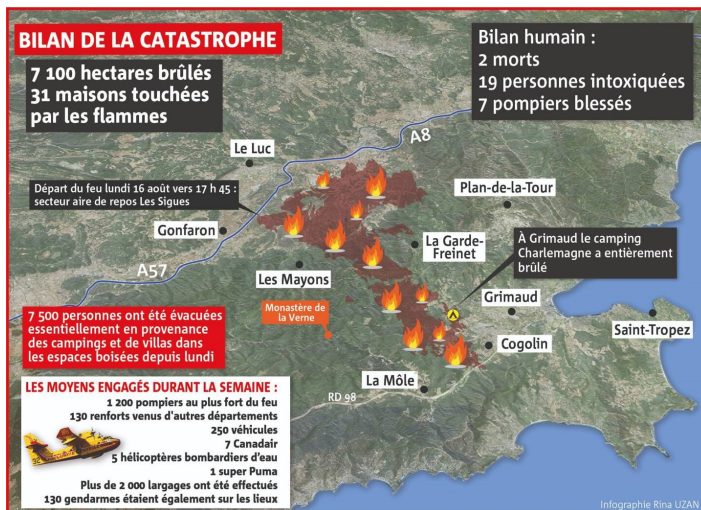 BILAN DE LA CATASTROPHE
7 100 hectares brûlés
31 maisons touchées
par les flammes
Bilan humain :
2 morts
19 personnes intoxiquées
7 pompiers blessés
A8
Le Luc
Départ du feu lundi 16 août vers 17 h 45 :
secteur aire de repos Les Sigues
Plan-de-la-Tour
Gonfaron
La Garde-
Freinet
À Grimaud le camping
Charlemagne a entièrement
brûlé
A57
Les Mayons
Grimaud
7 500 personnes ont été évacuées
essentiellement en provenance
des campings et de villas dans
les espaces boisées depuis lundi
Monastère de
la Verne
Saint-Tropez
Cogolin
La Môle
RD 98
LES MOYENS ENGAGÉS DURANT LA SEMAINE :
1 200 pompiers au plus fort du feu
130 renforts venus d'autres départements
250 véhicules
7 Canadair
5 hélicoptères bombardiers d'eau
1 super Puma
Plus de 2 000 largages ont été effectués
130 gendarmes étaient également sur les lieux
Infographie Rina UZAN